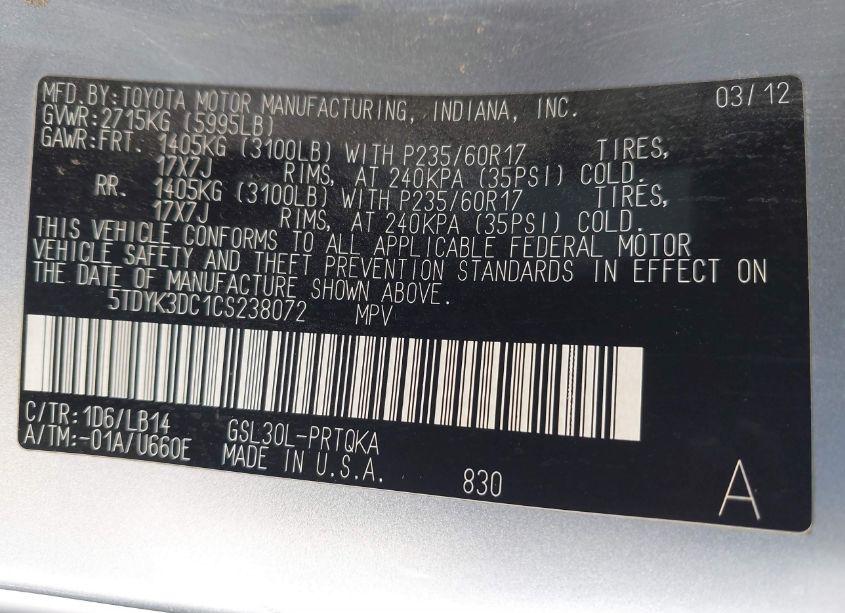 MFD.BY:TOYOTA MOTOR MANUFACTURING, INDIANA, INC. 03/12
GVWR:2715KG (5995LB)
GAWR:FRT. 1405KG (3100LB) WITH P235/60R17 TIRES,
17X7J RIMS, AT 240KPA (35PSI) COLD.
RR. 1405KG (3100LB) WITH P235/60R17 TIRES,
17X7J RIMS, AT 240KPA (35PSI) COLD.
THIS VEHICLE CONFORMS TO ALL APPLICABLE FEDERAL MOTOR
VEHICLE SAFETY AND THEFT PREVENTION STANDARDS IN EFFECT ON
THE DATE OF MANUFACTURE SHOWN ABOVE.
5TDYK3DC1CS238072 MPV
C/TR:1D6/LB14 GSL30L-PRTQKA
A/TM:-01A/U660E MADE IN U.S.A. 830 A